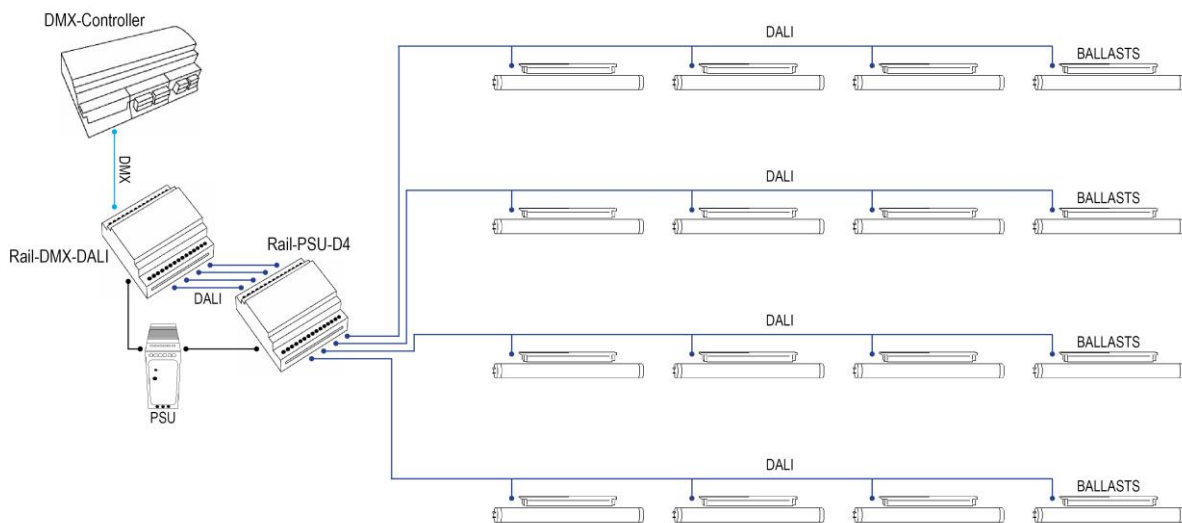 DMX-Controller
DALI
BALLASTS
DMX
DALI
BALLASTS
Rail-PSU-D4
Rail-DMX-DALI
DALI
DALI
BALLASTS
PSU
DALI
BALLASTS